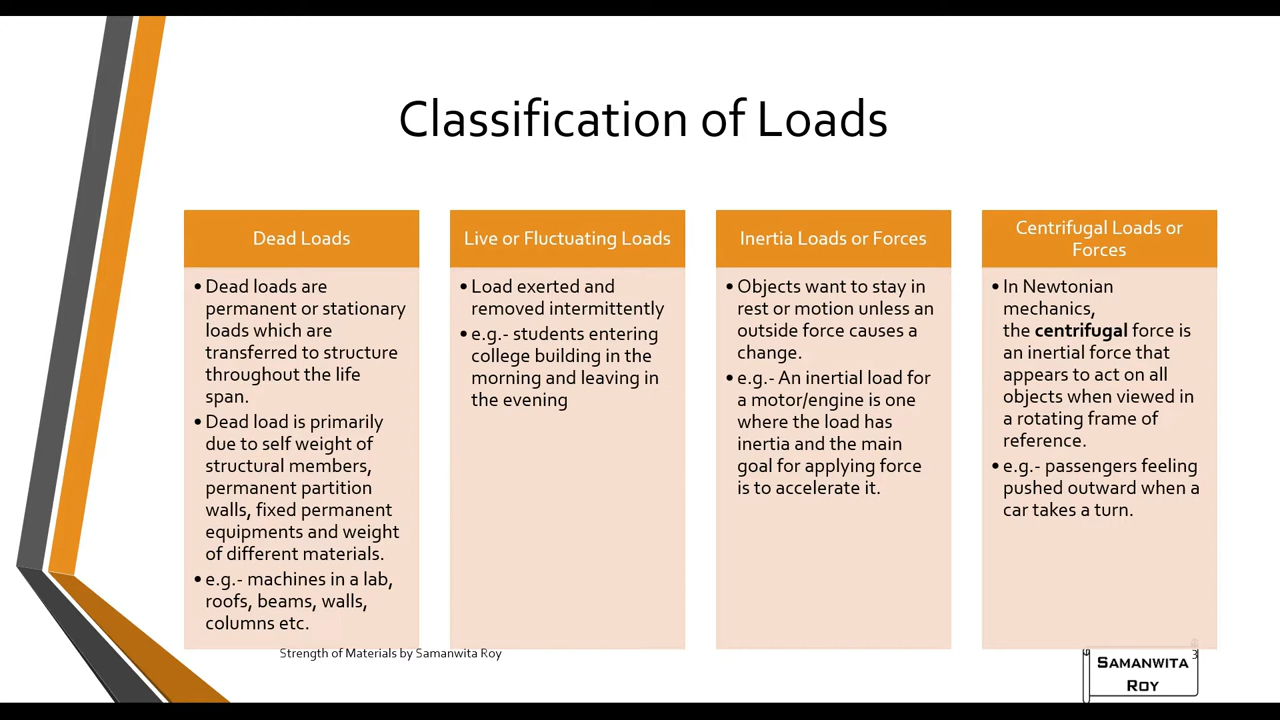 Classification of Loads
Dead Loads
• Dead loads are
permanent or stationary
loads which are
transferred to structure
throughout the life
span.
• Dead load is primarily
due to self weight of
structural members,
permanent partition
walls, fixed permanent
equipments and weight
of different materials.
• e.g.- machines in a lab,
roofs, beams, walls,
columns etc.
Live or Fluctuating Loads
• Load exerted and
removed intermittently
• e.g.- students entering
college building in the
morning and leaving in
the evening
Inertia Loads or Forces
• Objects want to stay in
rest or motion unless an
outside force causes a
change.
• e.g.- An inertial load for
a motor/engine is one
where the load has
inertia and the main
goal for applying force
is to accelerate it.
Centrifugal Loads or
Forces
• In Newtonian
mechanics,
the centrifugal force is
an inertial force that
appears to act on all
objects when viewed in
a rotating frame of
reference.
• e.g.- passengers feeling
pushed outward when a
car takes a turn.
Strength of Materials by Samanwita Roy
3
SAMANWITA
ROY